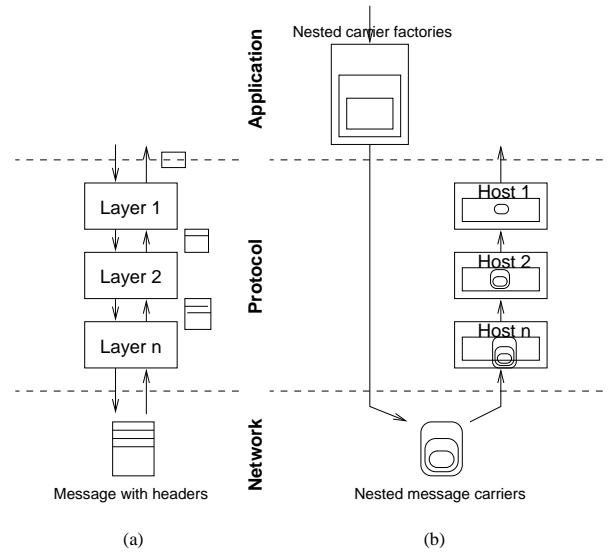 Nested carrier factories
Application
Layer 1
Host 1
Layer 2
Host 2
Protocol
Layer n
Host n
Network
Message with headers
Nested message carriers
(a)
(b)